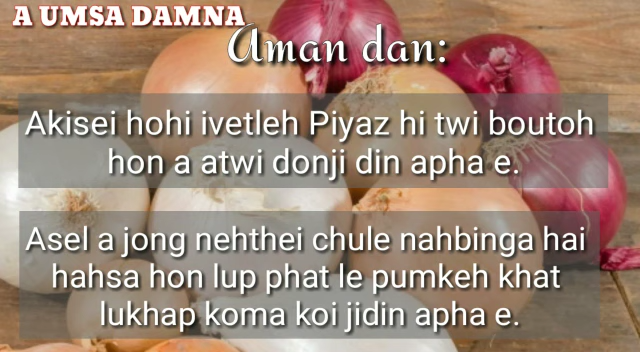 A UMSA DAMNA
Aman dan:
Akisei hohi ivetleh Piyaz hi twi boutoh
hon a atwi donji din apha e.
Asel a jong nehthei chule nahbinga hai
hahsa hon lup phat le pumkeh khat
lukhap koma koi jidin apha e.